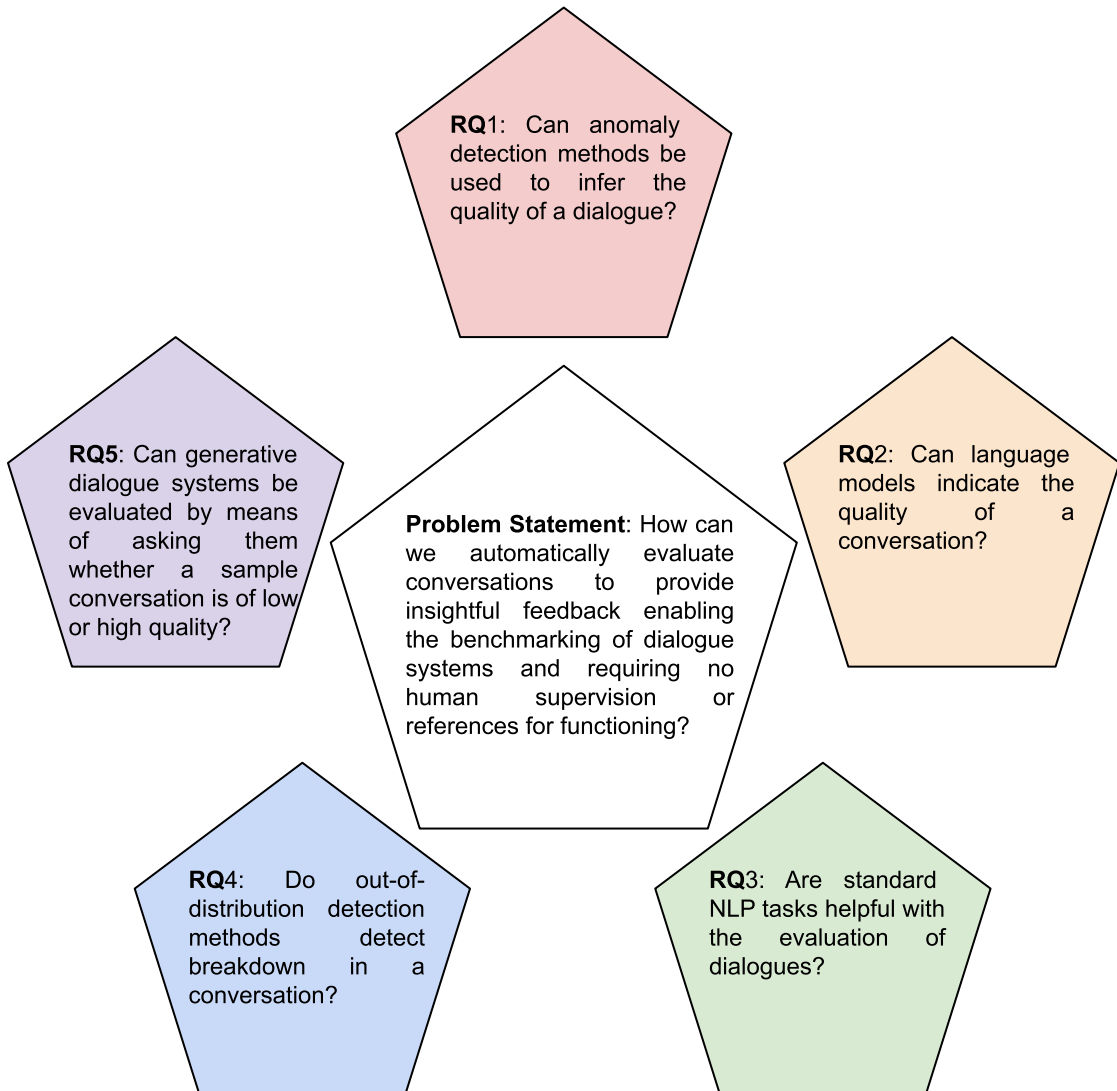 RQ1: Can anomaly
detection methods be
used to infer the
quality of a dialogue?
RQ5: Can generative
dialogue systems be
evaluated by means
of asking them
whether a sample
conversation is of low
or high quality?
Problem Statement: How can
we automatically evaluate
conversations to provide
insightful feedback enabling
the benchmarking of dialogue
systems and requiring no
human supervision or
references for functioning?
RQ2: Can language
models indicate the
quality of a
conversation?
RQ4: Do out-of-
distribution detection
methods detect
breakdown in a
conversation?
RQ3: Are standard
NLP tasks helpful with
the evaluation of
dialogues?